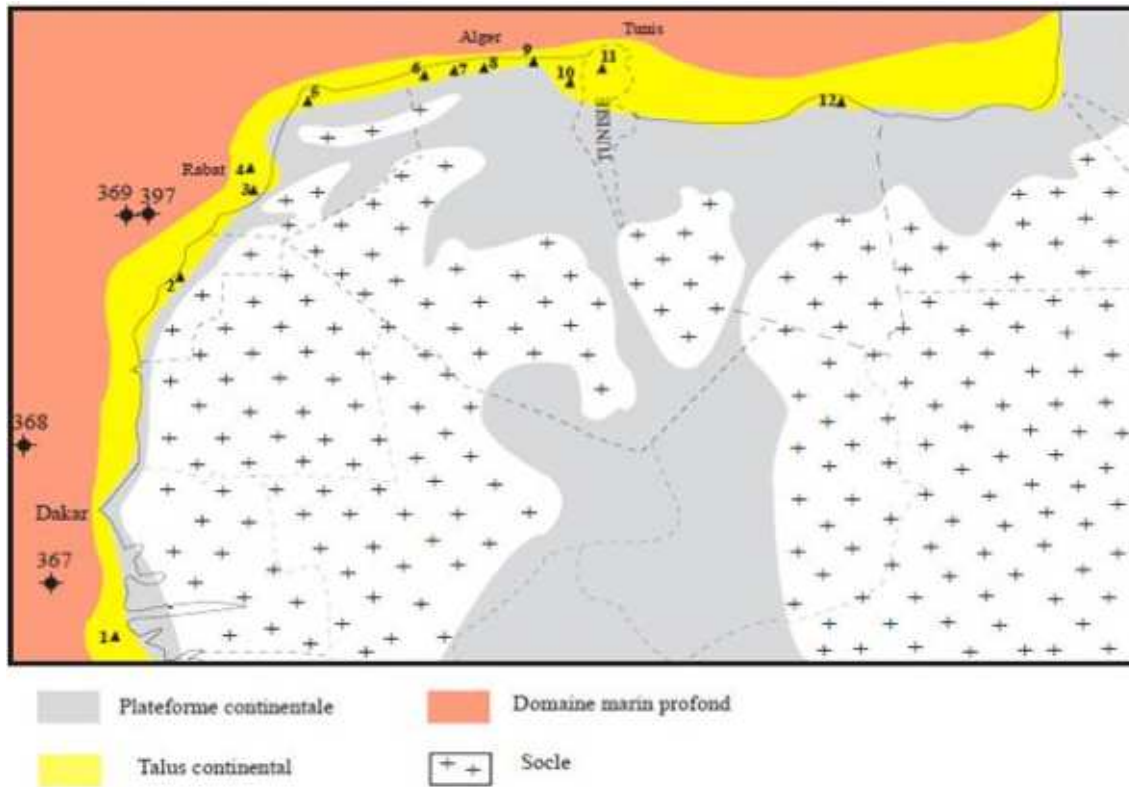 Tunis
Alger
9
11
6
7
8
10
5
12
TUNISIE
Rabat
4
3
369
397
2
368
Dakar
367
1
Plateforme continentale
Domaine marin profond
Talus continental
Socle